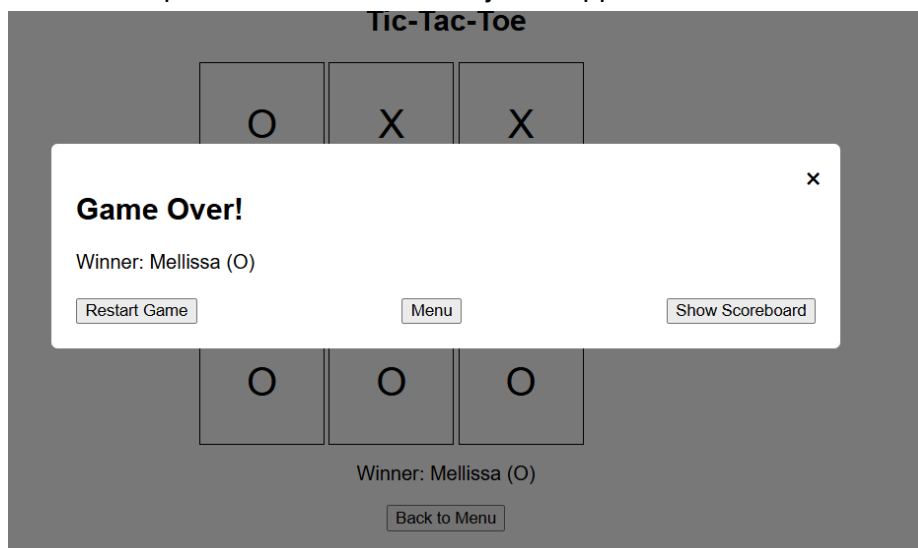 Tic-Tac-Toe
O X X
×
Game Over!
Winner: Mellissa (O)
Restart Game Menu Show Scoreboard
O O O
Winner: Mellissa (O)
Back to Menu